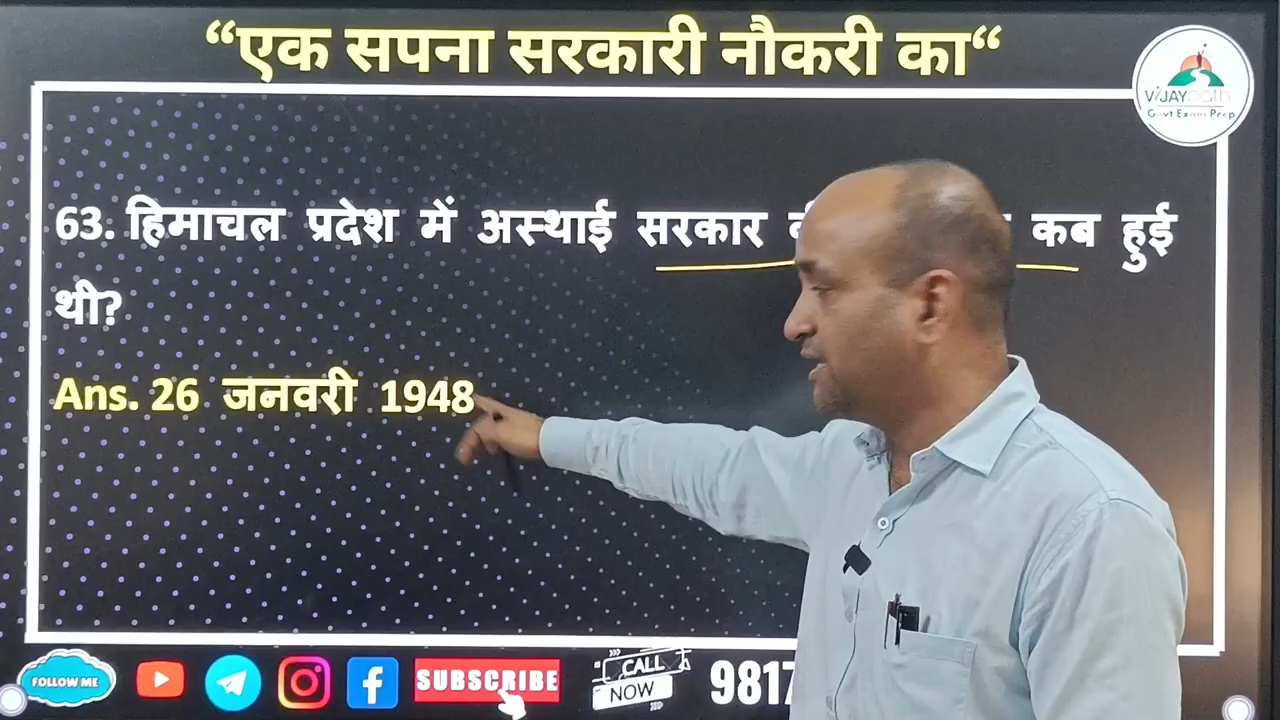 “एक सपना सरकारी नौकरी का“
VIJAYpath
Govt Exam Prep
63. हिमाचल प्रदेश में अस्थाई सरकार कब हुई
थी?
Ans. 26 जनवरी 1948
FOLLOW ME
SUBSCRIBE
CALL
NOW
9817